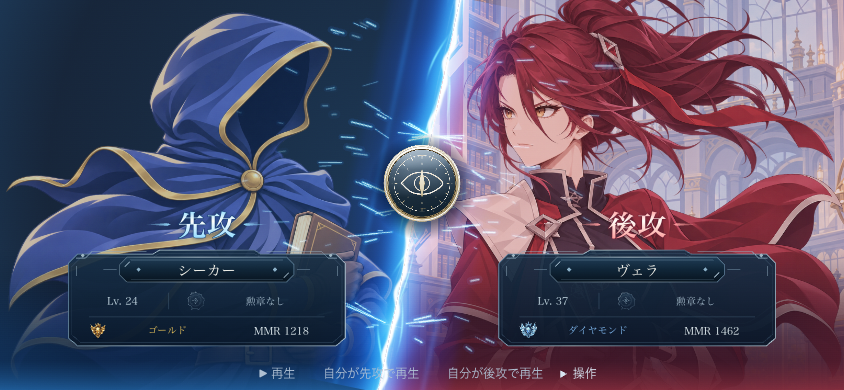 先攻
後攻
シーカー
Lv. 24
勲章なし
ゴールド
MMR 1218
ヴェラ
Lv. 37
勲章なし
ダイヤモンド
MMR 1462
▶ 再生 自分が先攻で再生 自分が後攻で再生 ▶ 操作